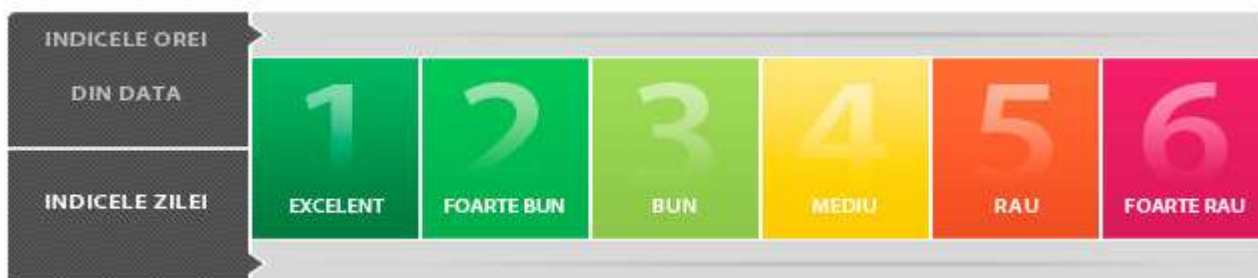 INDICELE OREI
DIN DATA
INDICELE ZILEI
1
EXCELENT
2
FOARTE BUN
3
BUN
4
MEDIU
5
RAU
6
FOARTE RAU